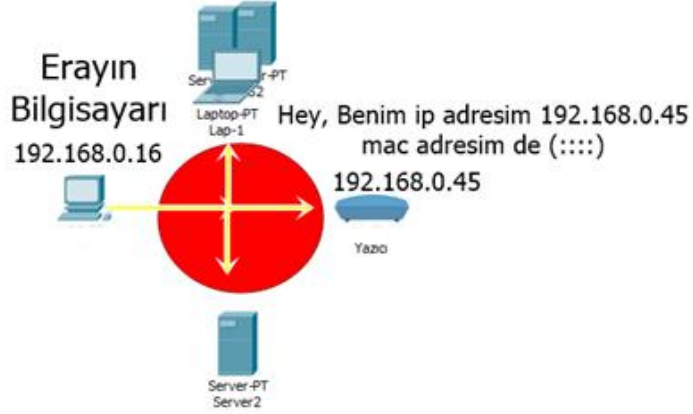 Erayın
Bilgisayarı
192.168.0.16
Laptop-PT
Lap-1
Hey, Benim ip adresim 192.168.0.45
mac adresim de (::::)
192.168.0.45
Yazıcı
Server-PT
Server2